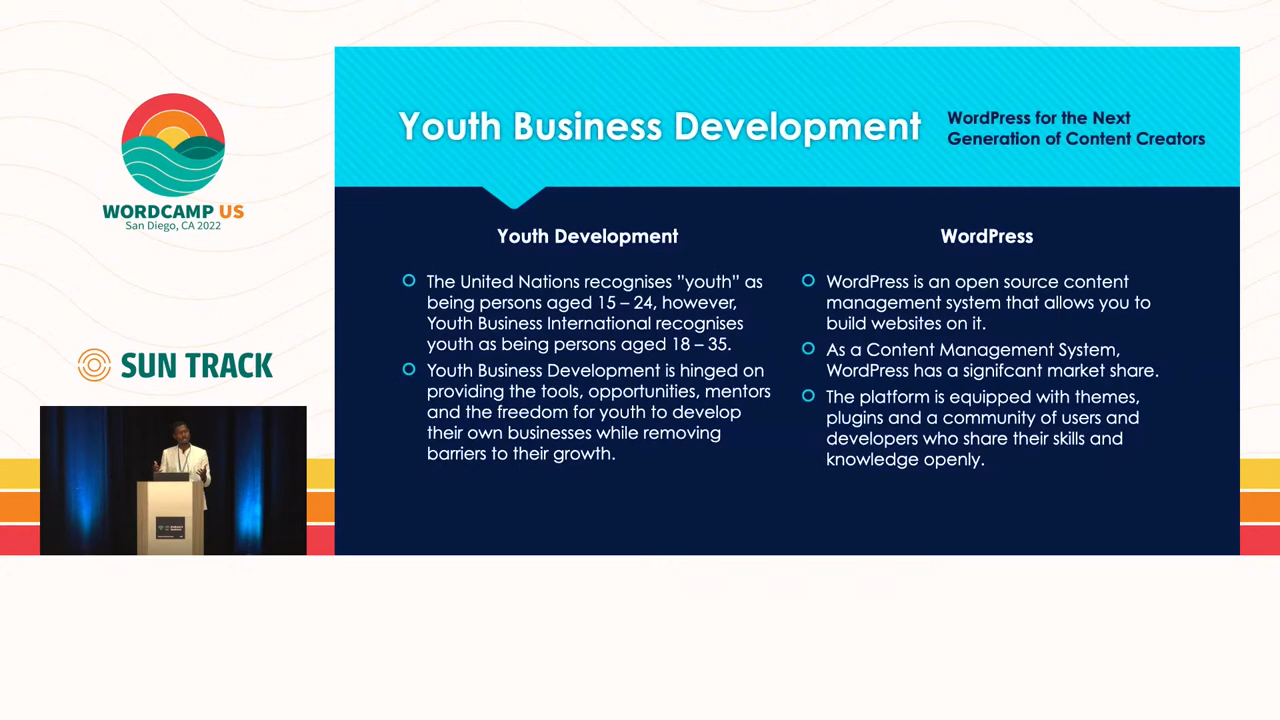 WORDCAMP US
San Diego, CA 2022
SUN TRACK
Youth Business Development
WordPress for the Next
Generation of Content Creators
Youth Development
The United Nations recognises ”youth” as
being persons aged 15 – 24, however,
Youth Business International recognises
youth as being persons aged 18 – 35.
Youth Business Development is hinged on
providing the tools, opportunities, mentors
and the freedom for youth to develop
their own businesses while removing
barriers to their growth.
WordPress
WordPress is an open source content
management system that allows you to
build websites on it.
As a Content Management System,
WordPress has a signifcant market share.
The platform is equipped with themes,
plugins and a community of users and
developers who share their skills and
knowledge openly.